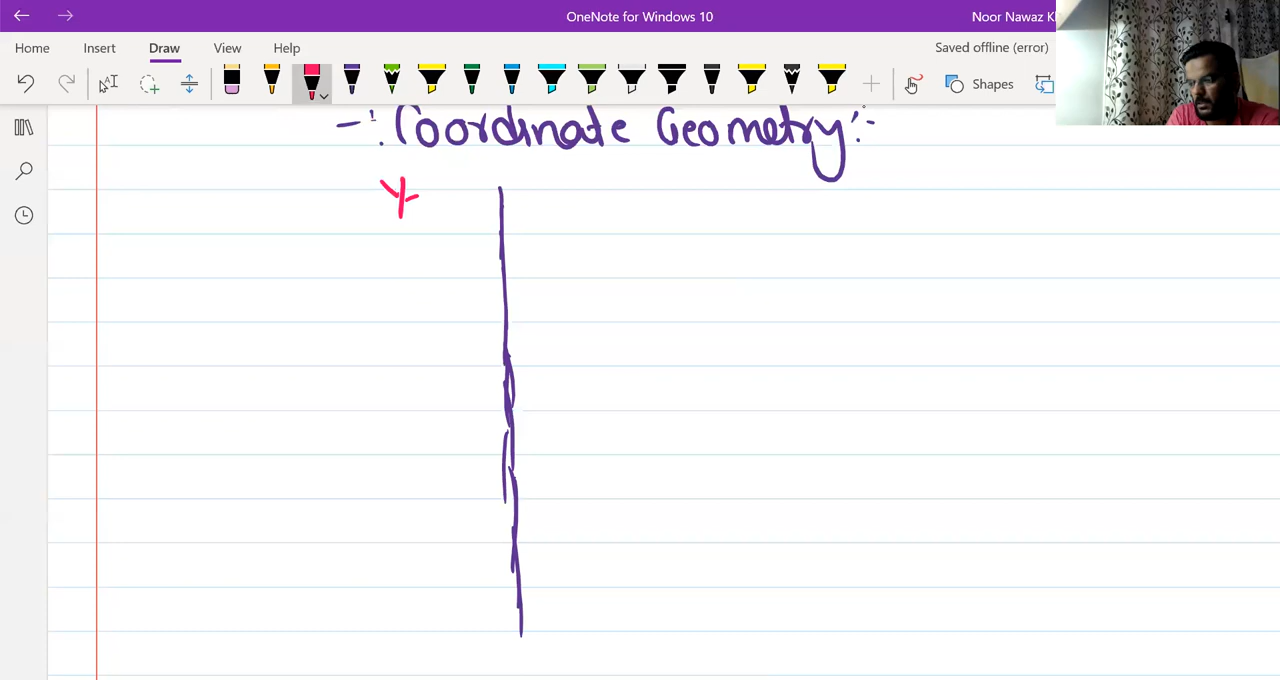 OneNote for Windows 10
Noor Nawaz
Home Insert Draw View Help
Saved offline (error)
Shapes
-: Coordinate Geometry :-
Y-